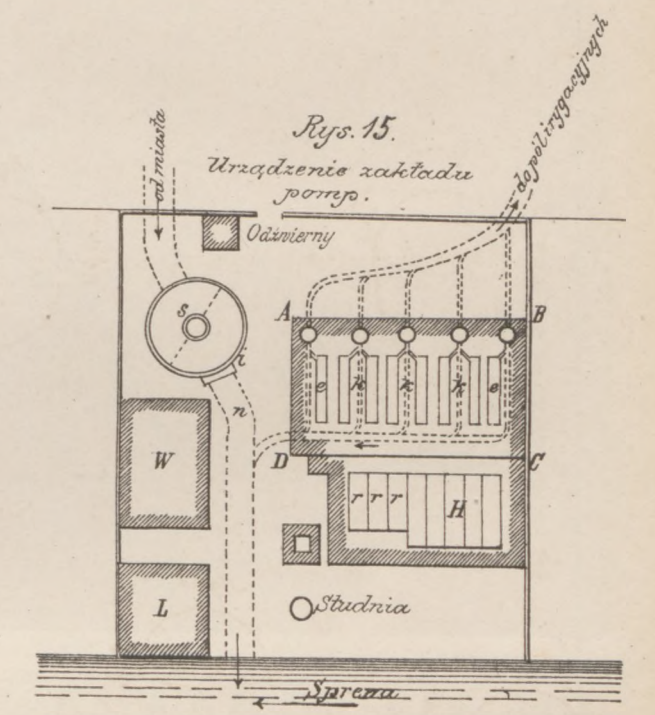 Rys. 15.
Urządzenie zakładu
pomp.
od miasta
do pól irygacyjnych
Odźwierny
s
A
B
i
e
k
k
k
e
n
D
C
W
r r r
H
L
Studnia
Sprewa